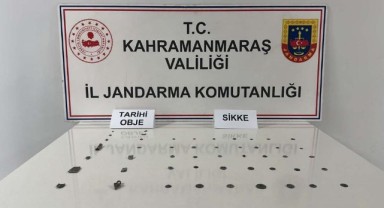 T.C.
KAHRAMANMARAŞ
VALİLİĞİ
İL JANDARMA KOMUTANLIĞI
TARİHİ
OBJE
SİKKE